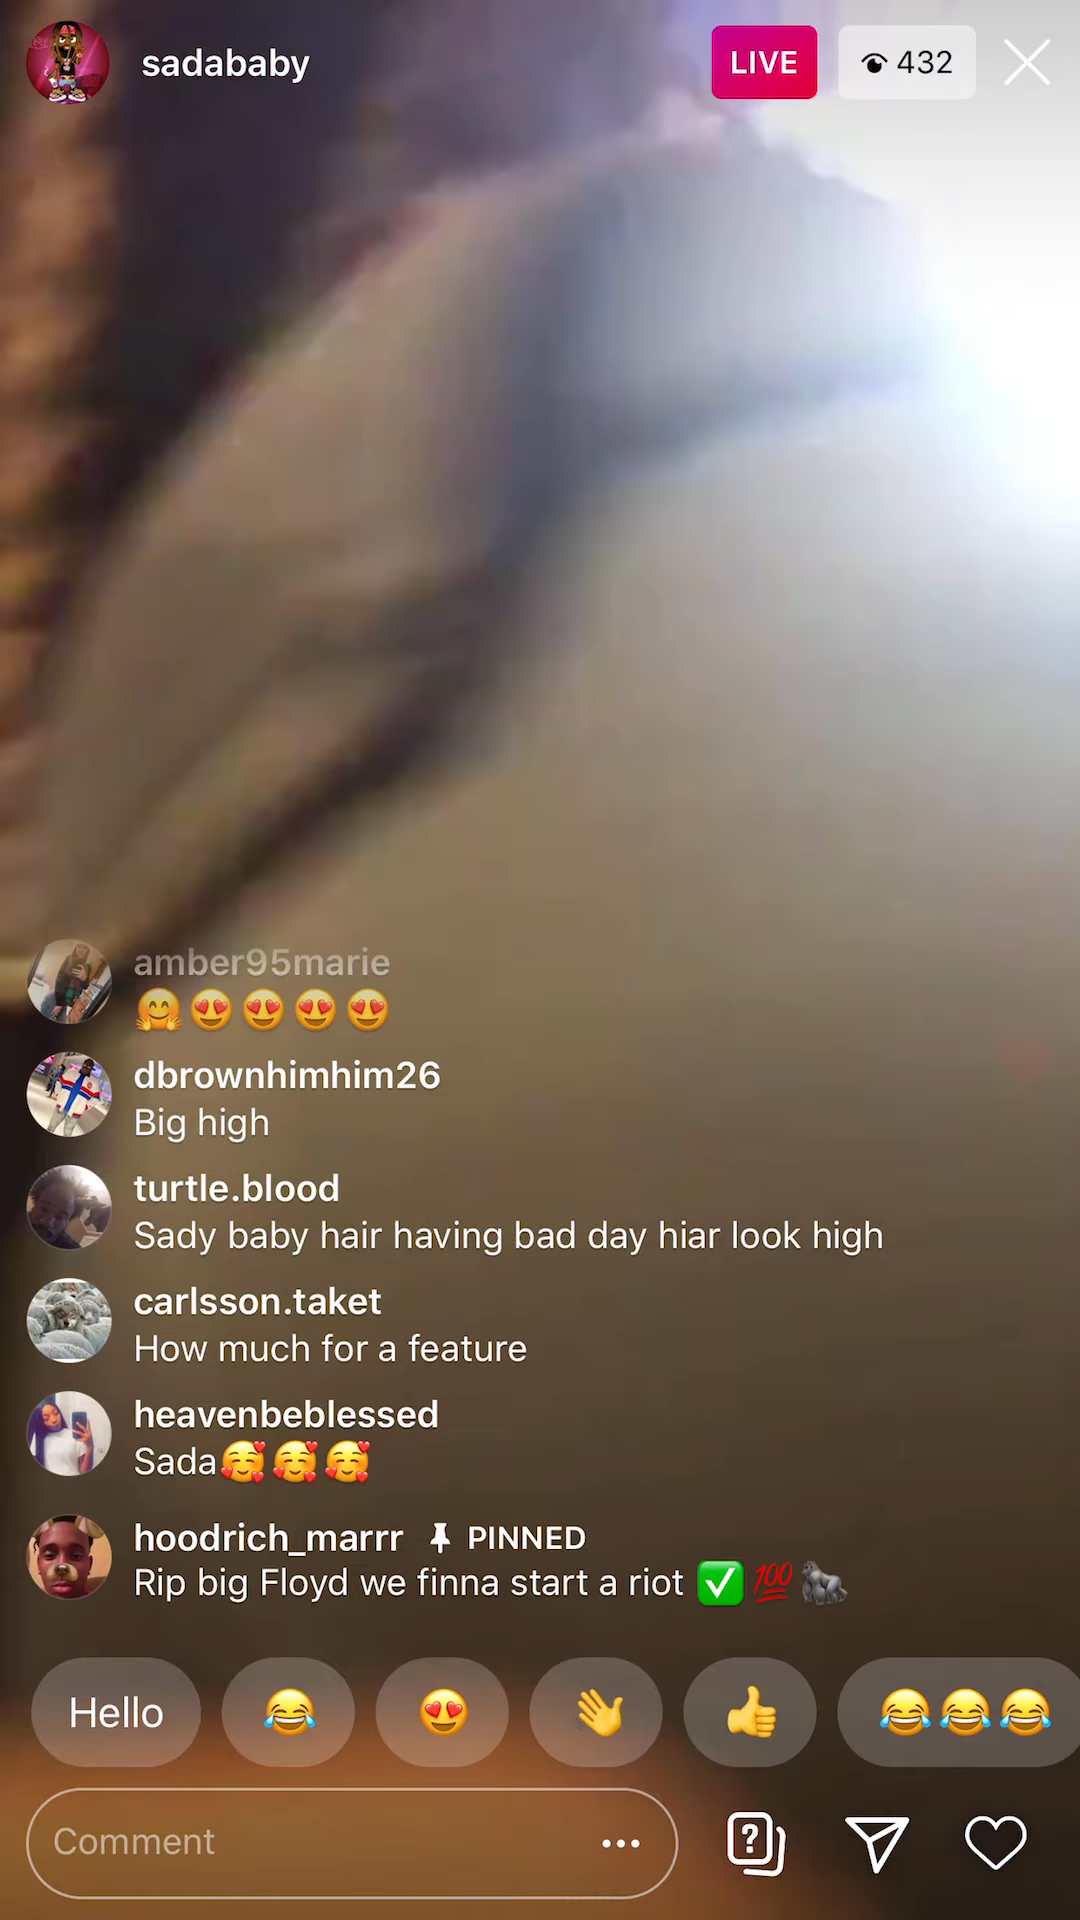 sadababy
LIVE
432
amber95marie
🤗😍😍😍😍
dbrownhimhim26
Big high
turtle.blood
Sady baby hair having bad day hiar look high
carlsson.taket
How much for a feature
heavenbeblessed
Sada🥰🥰🥰
hoodrich_marrr PINNED
Rip big Floyd we finna start a riot ✅💯🦍
Hello 😂 😍 👋 👍 😂😂😂
Comment